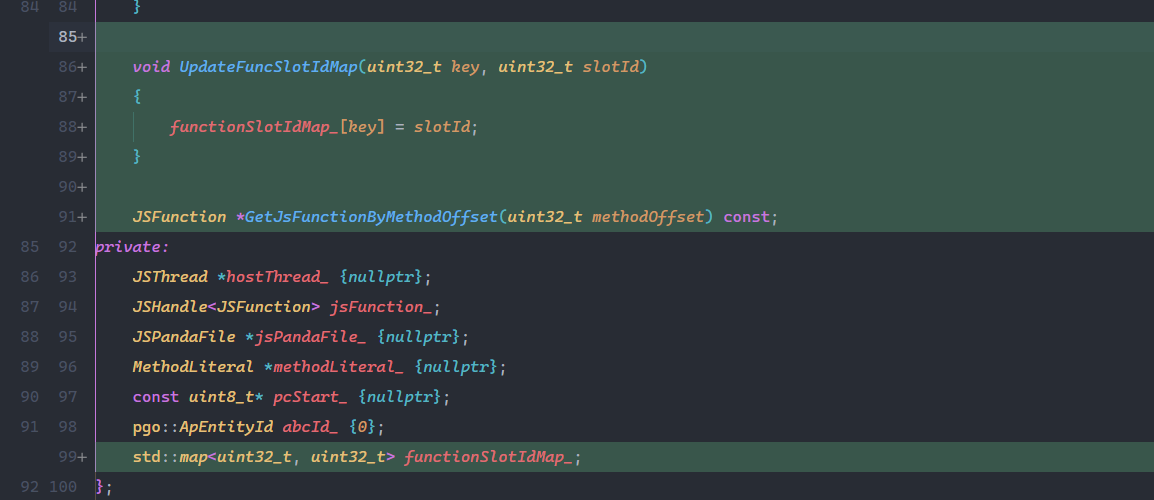 84 84 }
85+
86+ void UpdateFuncSlotIdMap(uint32_t key, uint32_t slotId)
87+ {
88+ functionSlotIdMap_[key] = slotId;
89+ }
90+
91+ JSFunction *GetJsFunctionByMethodOffset(uint32_t methodOffset) const;
85 92 private:
86 93 JSThread *hostThread_ {nullptr};
87 94 JSHandle<JSFunction> jsFunction_;
88 95 JSPandaFile *jsPandaFile_ {nullptr};
89 96 MethodLiteral *methodLiteral_ {nullptr};
90 97 const uint8_t* pcStart_ {nullptr};
91 98 pgo::ApEntityId abcId_ {0};
99+ std::map<uint32_t, uint32_t> functionSlotIdMap_;
92 100 };